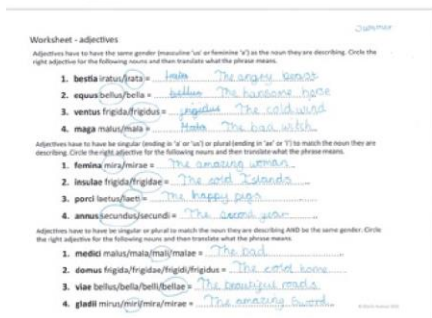 Summer
Worksheet - adjectives
Adjectives have to have the same gender (masculine 'us' or feminine 'a') as the noun they are describing. Circle the
right adjective for the following nouns and then translate what the phrase means.
1. bestia iratus/irata = irata The angry beast
2. equus bellus/bella = bellus The hansome horse
3. ventus frigida/frigidus = frigidus The cold wind
4. maga malus/mala = Mala The bad witch
Adjectives have to have be singular (ending in 'a' or 'us') or plural (ending in 'ae' or 'i') to match the noun they are
describing. Circle the right adjective for the following nouns and then translate what the phrase means.
1. femina mira/mirae = The amazing woman
2. insulae frigida/frigidae = The cold Islands
3. porci laetus/laeti = The happy pigs
4. annus secundus/secundi = The second year
Adjectives have to have be singular or plural to match the noun they are describing AND be the same gender. Circle
the right adjective for the following nouns and then translate what the phrase means
1. medici malus/mala/mali/malae = The bad
2. domus frigida/frigidae/frigidi/frigidus = The cold home
3. viae bellus/bella/belli/bellae = The beautiful roads
4. gladii mirus/miri/mira/mirae = The amazing Sword